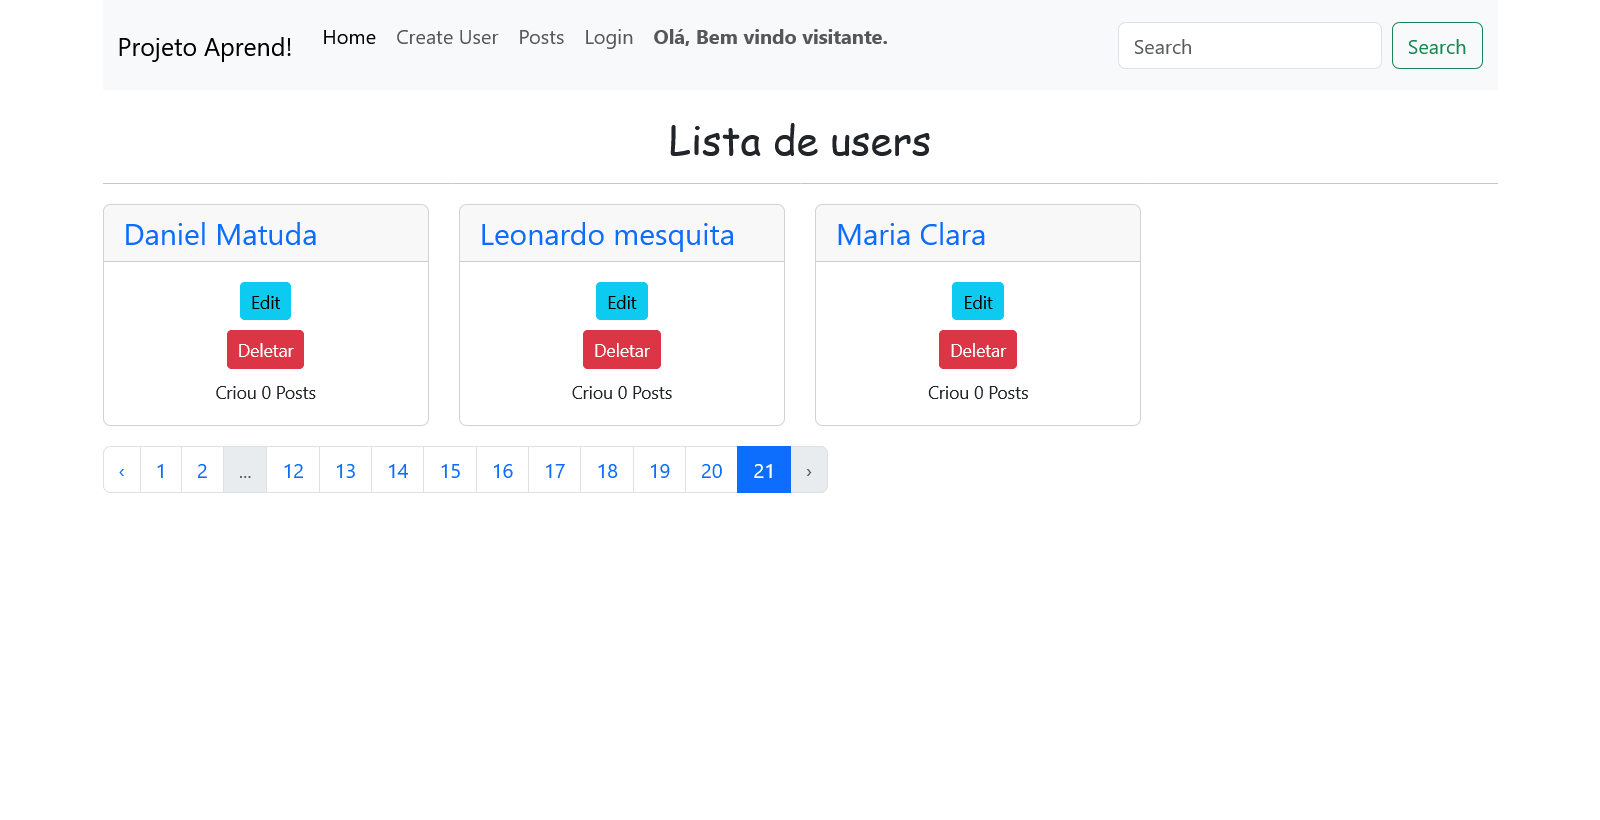 Projeto Aprend! Home Create User Posts Login Olá, Bem vindo visitante. Search Search
Lista de users
Daniel Matuda
Edit
Deletar
Criou 0 Posts
Leonardo mesquita
Edit
Deletar
Criou 0 Posts
Maria Clara
Edit
Deletar
Criou 0 Posts
‹ 1 2 ... 12 13 14 15 16 17 18 19 20 21 ›